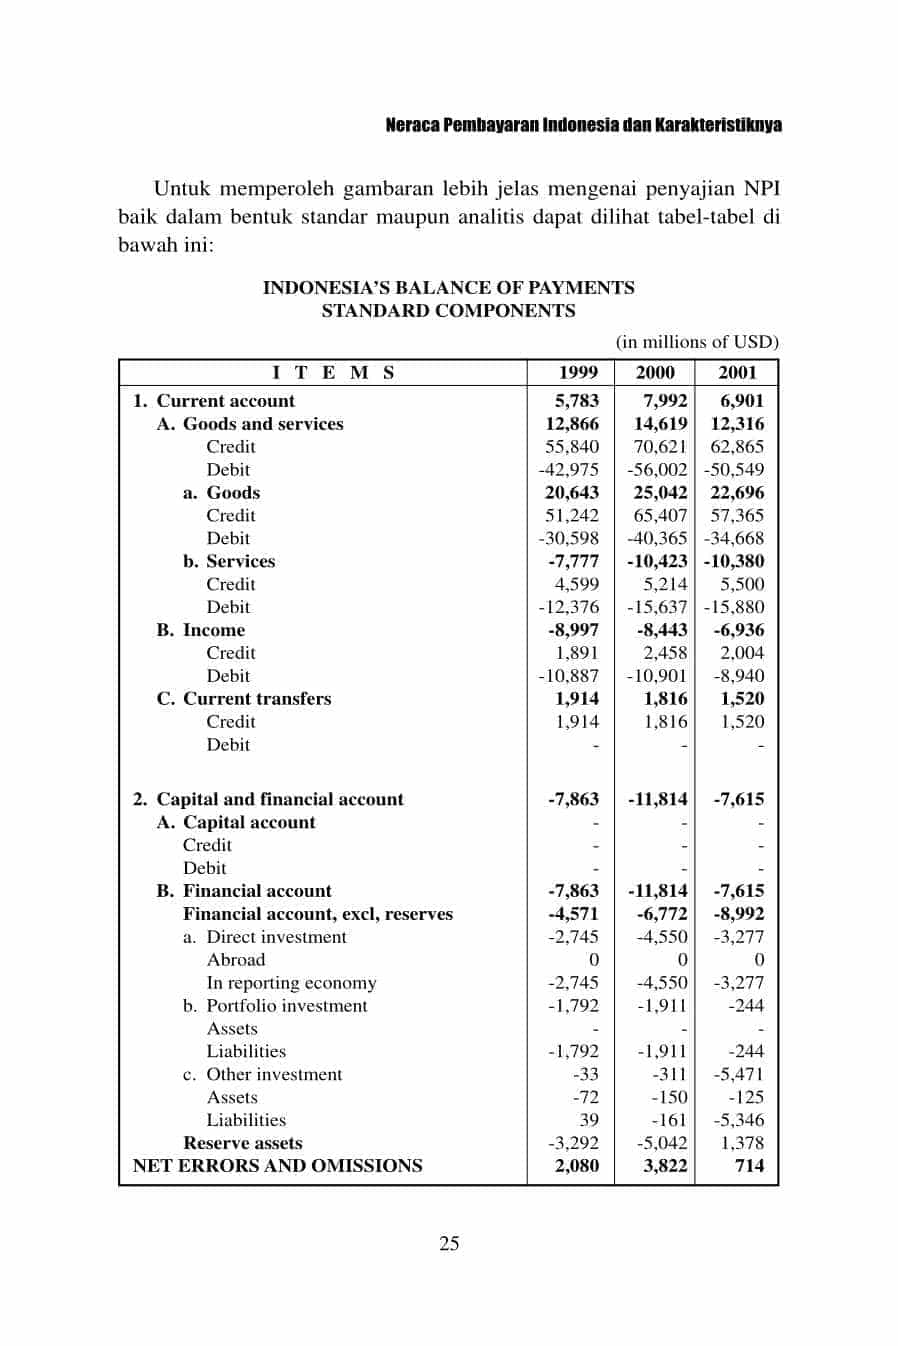 Neraca Pembayaran Indonesia dan Karakteristiknya
Untuk memperoleh gambaran lebih jelas mengenai penyajian NPI
baik dalam bentuk standar maupun analitis dapat dilihat tabel-tabel di
bawah ini:
INDONESIA'S BALANCE OF PAYMENTS
STANDARD COMPONENTS
(in millions of USD)
I T E M S 1999 2000 2001
1. Current account 5,783 7,992 6,901
A. Goods and services 12,866 14,619 12,316
Credit 55,840 70,621 62,865
Debit -42,975 -56,002 -50,549
a. Goods 20,643 25,042 22,696
Credit 51,242 65,407 57,365
Debit -30,598 -40,365 -34,668
b. Services -7,777 -10,423 -10,380
Credit 4,599 5,214 5,500
Debit -12,376 -15,637 -15,880
B. Income -8,997 -8,443 -6,936
Credit 1,891 2,458 2,004
Debit -10,887 -10,901 -8,940
C. Current transfers 1,914 1,816 1,520
Credit 1,914 1,816 1,520
Debit - - -
2. Capital and financial account -7,863 -11,814 -7,615
A. Capital account - - -
Credit - - -
Debit - - -
B. Financial account -7,863 -11,814 -7,615
Financial account, excl, reserves -4,571 -6,772 -8,992
a. Direct investment -2,745 -4,550 -3,277
Abroad 0 0 0
In reporting economy -2,745 -4,550 -3,277
b. Portfolio investment -1,792 -1,911 -244
Assets - - -
Liabilities -1,792 -1,911 -244
c. Other investment -33 -311 -5,471
Assets -72 -150 -125
Liabilities 39 -161 -5,346
Reserve assets -3,292 -5,042 1,378
NET ERRORS AND OMISSIONS 2,080 3,822 714
25